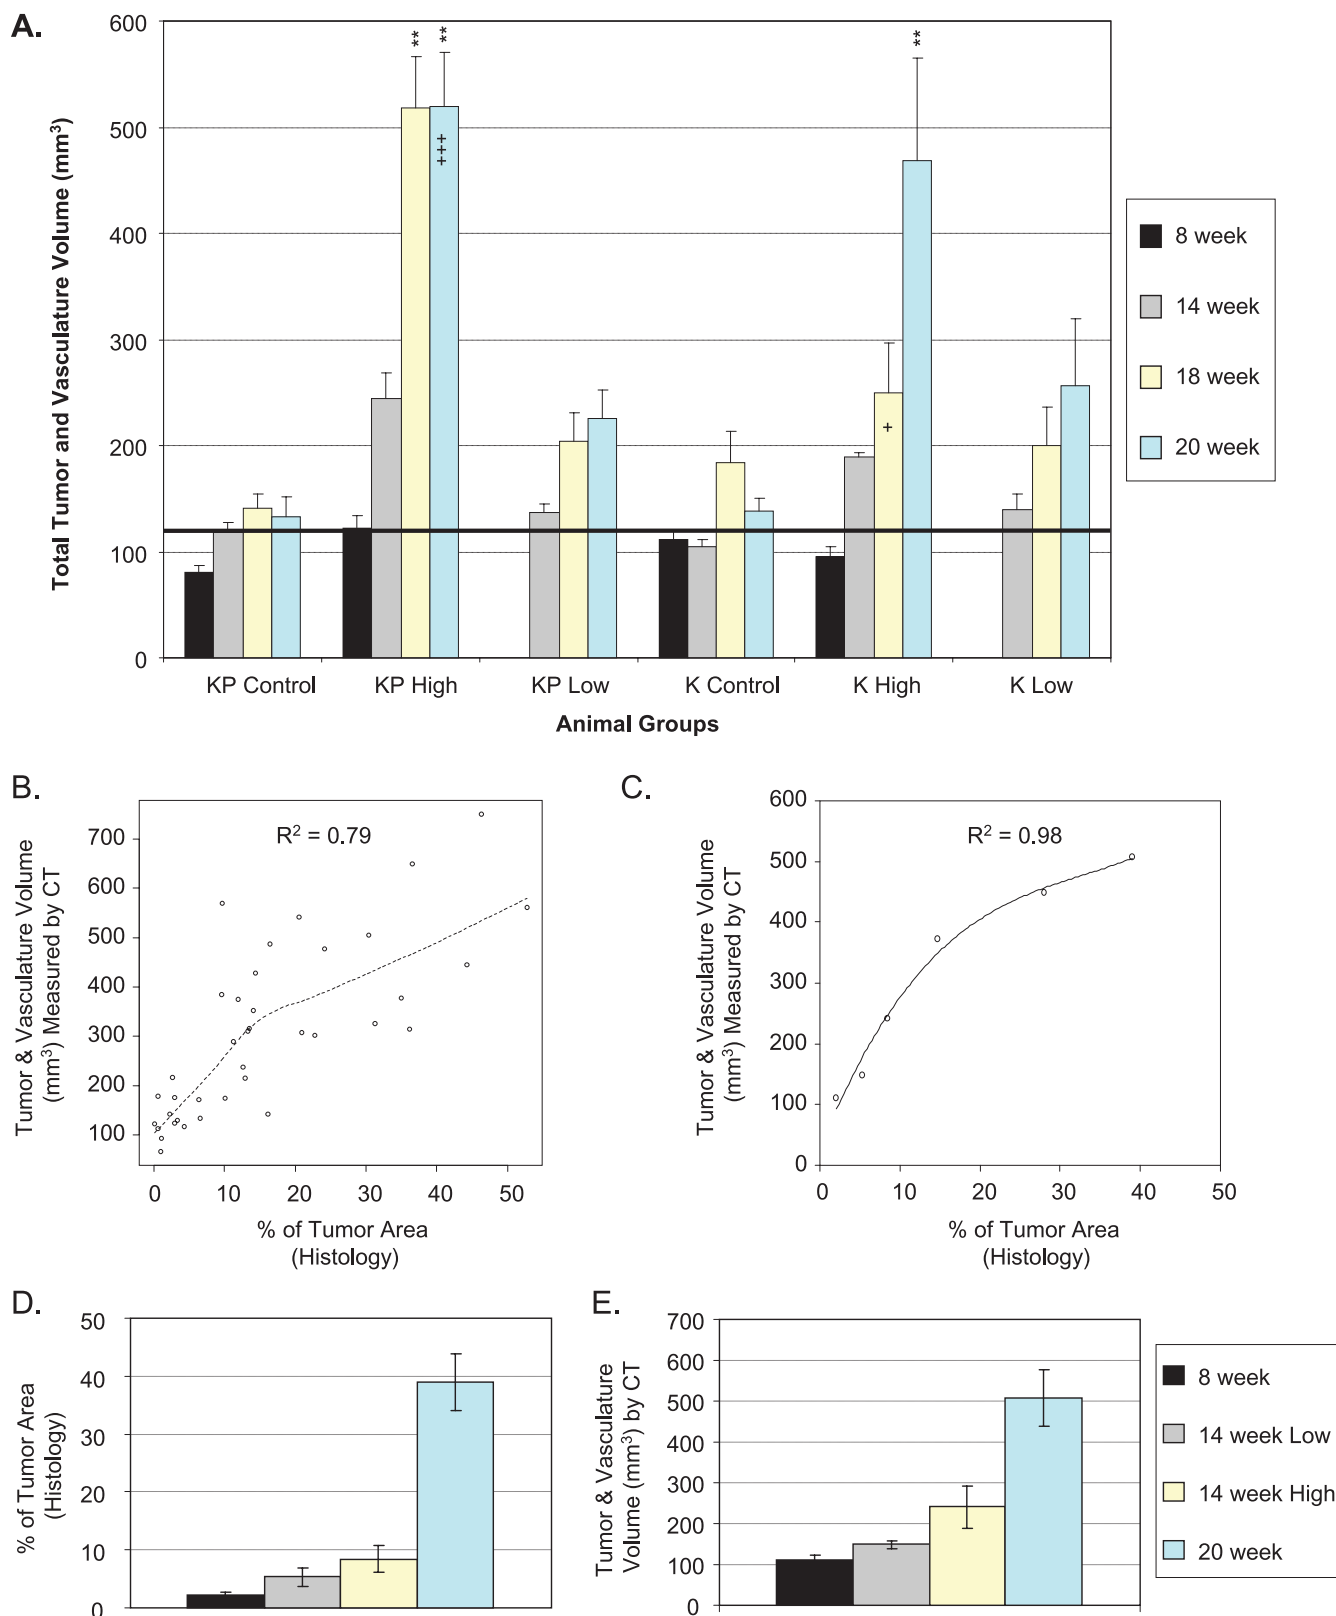 A.
Total Tumor and Vasculature Volume (mm³)
600
500
400
300
200
100
0
**
**
+++
+
**
KP Control
KP High
KP Low
K Control
K High
K Low
Animal Groups
8 week
14 week
18 week
20 week
B.
Tumor & Vasculature Volume
(mm³) Measured by CT
700
600
500
400
300
200
100
R² = 0.79
0
10
20
30
40
50
% of Tumor Area
(Histology)
C.
Tumor & Vasculature Volume
(mm³) Measured by CT
600
500
400
300
200
100
0
R² = 0.98
0
10
20
30
40
50
% of Tumor Area
(Histology)
D.
% of Tumor Area
(Histology)
50
40
30
20
10
0
E.
Tumor & Vasculature
Volume (mm³) by CT
700
600
500
400
300
200
100
0
8 week
14 week Low
14 week High
20 week